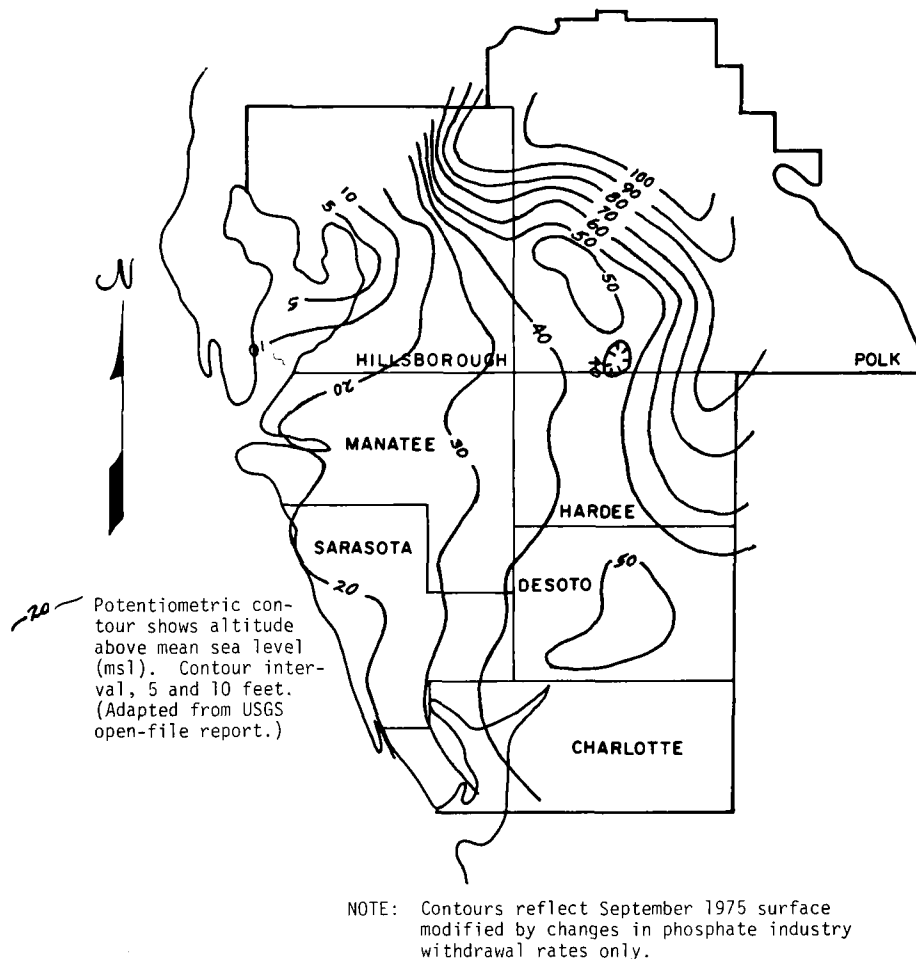 100
90
80
70
60
50
50
10
5
5
40
40
HILLSBOROUGH
POLK
N
20
MANATEE
30
HARDEE
SARASOTA
DESOTO
50
20
-20-
Potentiometric con-
tour shows altitude
above mean sea level
(msl). Contour inter-
val, 5 and 10 feet.
(Adapted from USGS
open-file report.)
CHARLOTTE
NOTE: Contours reflect September 1975 surface
modified by changes in phosphate industry
withdrawal rates only.